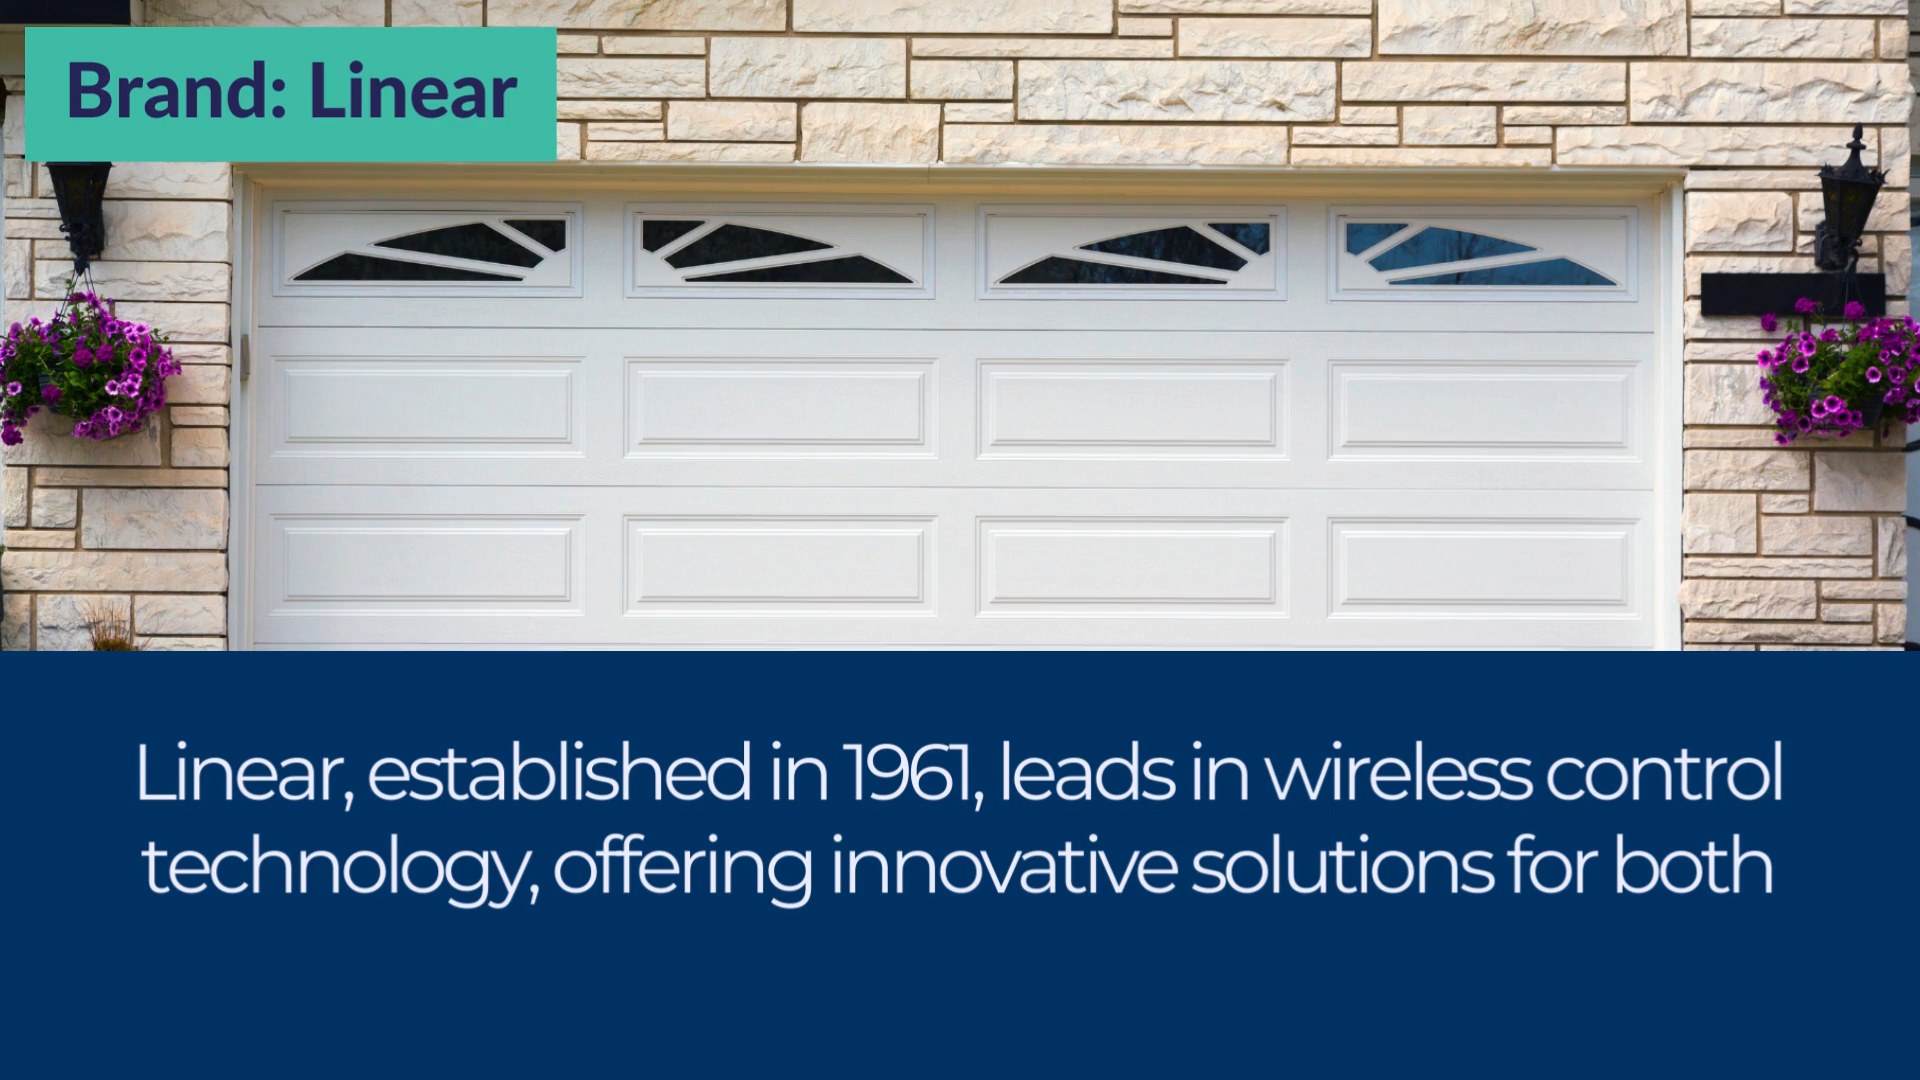 Brand: Linear
Linear, established in 1961, leads in wireless control
technology, offering innovative solutions for both